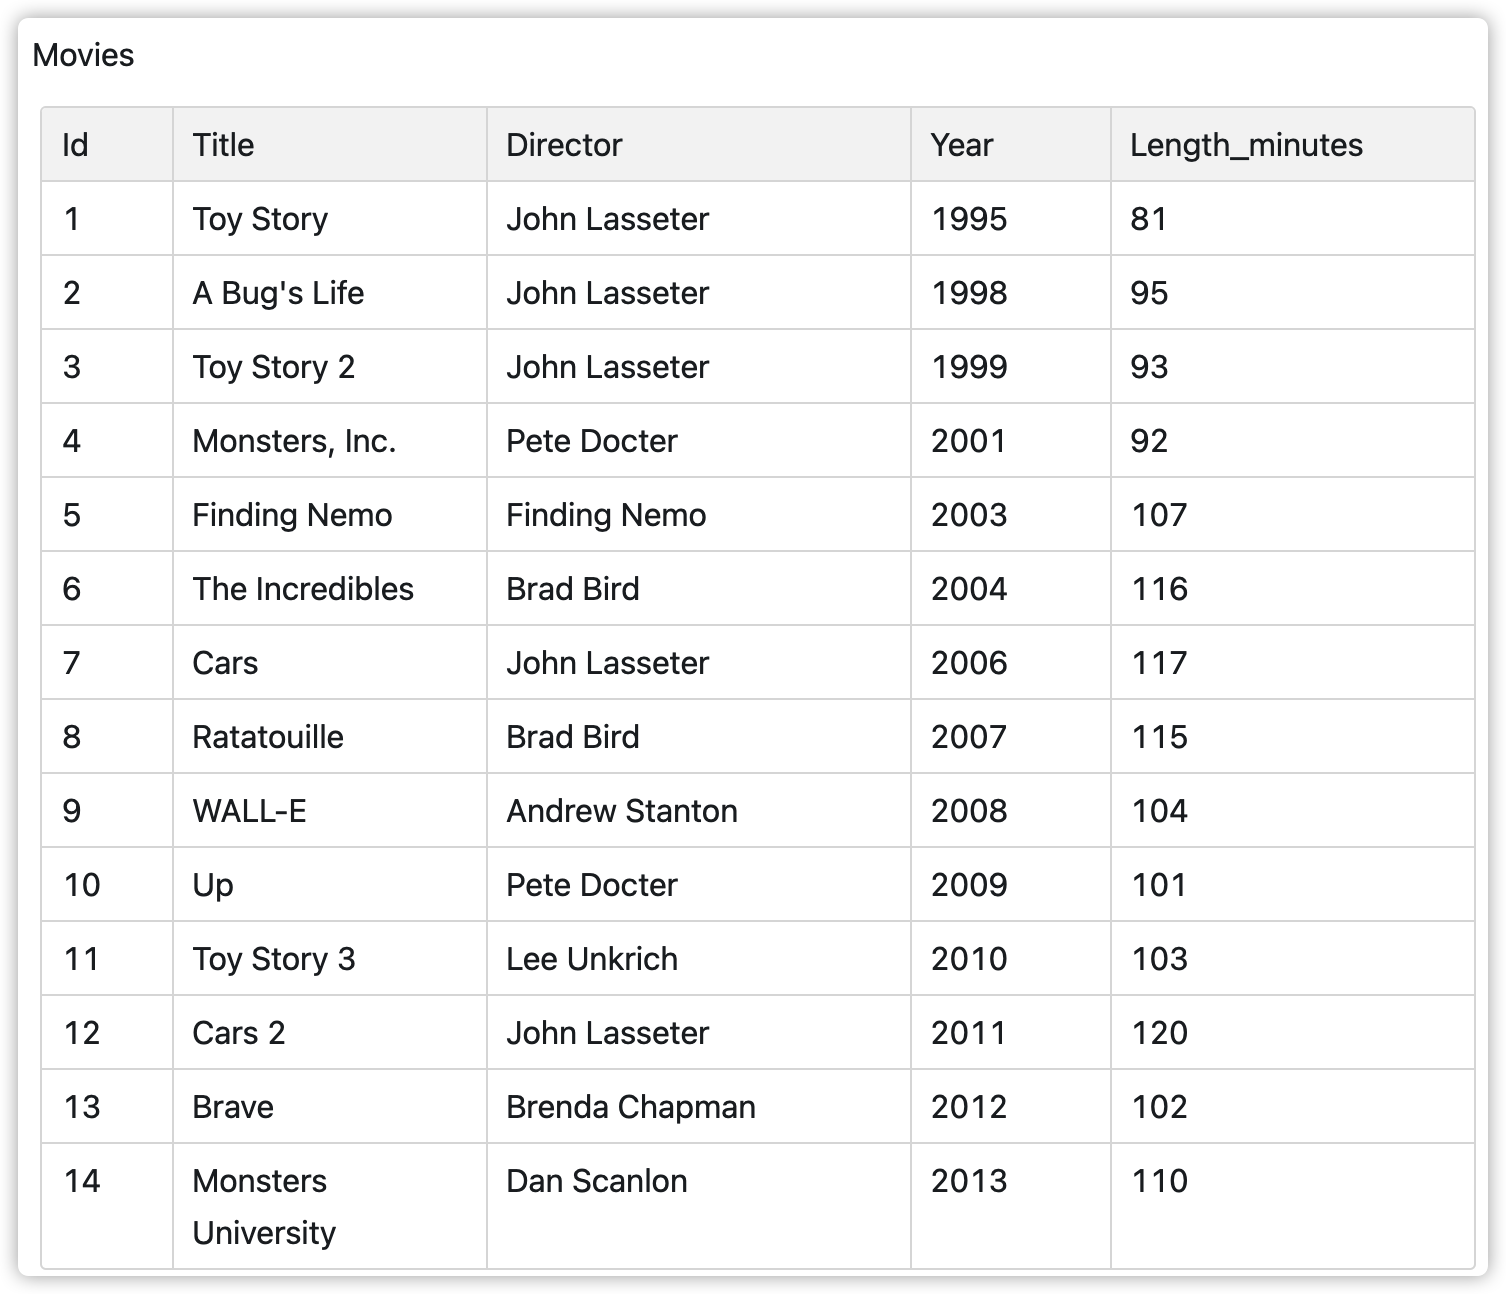 Movies
Id Title Director Year Length_minutes
1 Toy Story John Lasseter 1995 81
2 A Bug's Life John Lasseter 1998 95
3 Toy Story 2 John Lasseter 1999 93
4 Monsters, Inc. Pete Docter 2001 92
5 Finding Nemo Finding Nemo 2003 107
6 The Incredibles Brad Bird 2004 116
7 Cars John Lasseter 2006 117
8 Ratatouille Brad Bird 2007 115
9 WALL-E Andrew Stanton 2008 104
10 Up Pete Docter 2009 101
11 Toy Story 3 Lee Unkrich 2010 103
12 Cars 2 John Lasseter 2011 120
13 Brave Brenda Chapman 2012 102
14 Monsters Dan Scanlon 2013 110
University